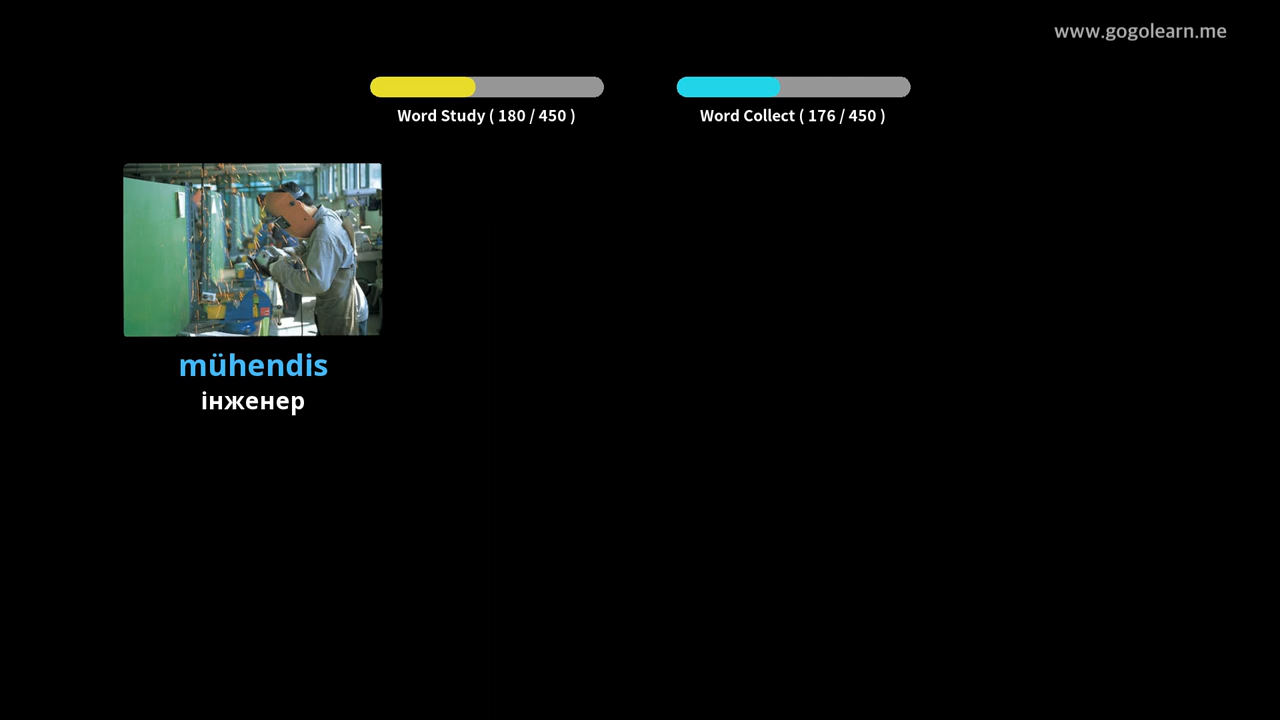 www.gogolearn.me
Word Study ( 180 / 450 )
Word Collect ( 176 / 450 )
mühendis
інженер